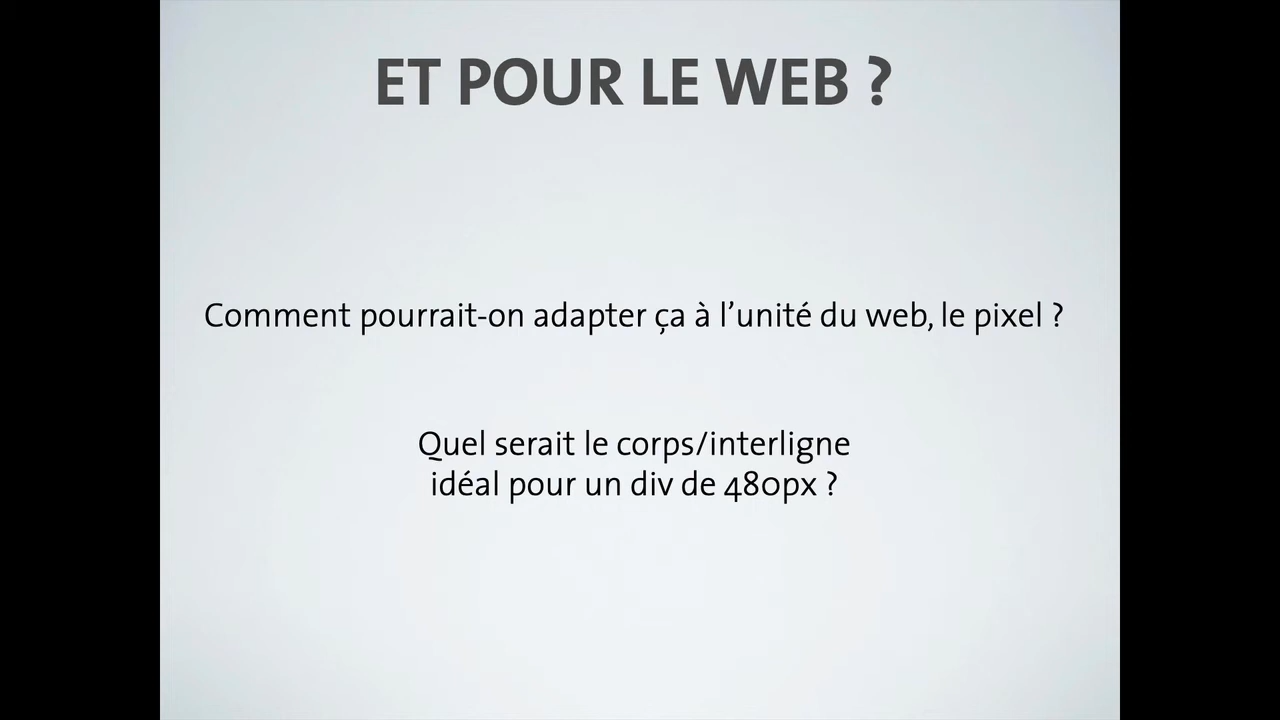 ET POUR LE WEB ?
Comment pourrait-on adapter ça à l’unité du web, le pixel ?
Quel serait le corps/interligne
idéal pour un div de 480px ?